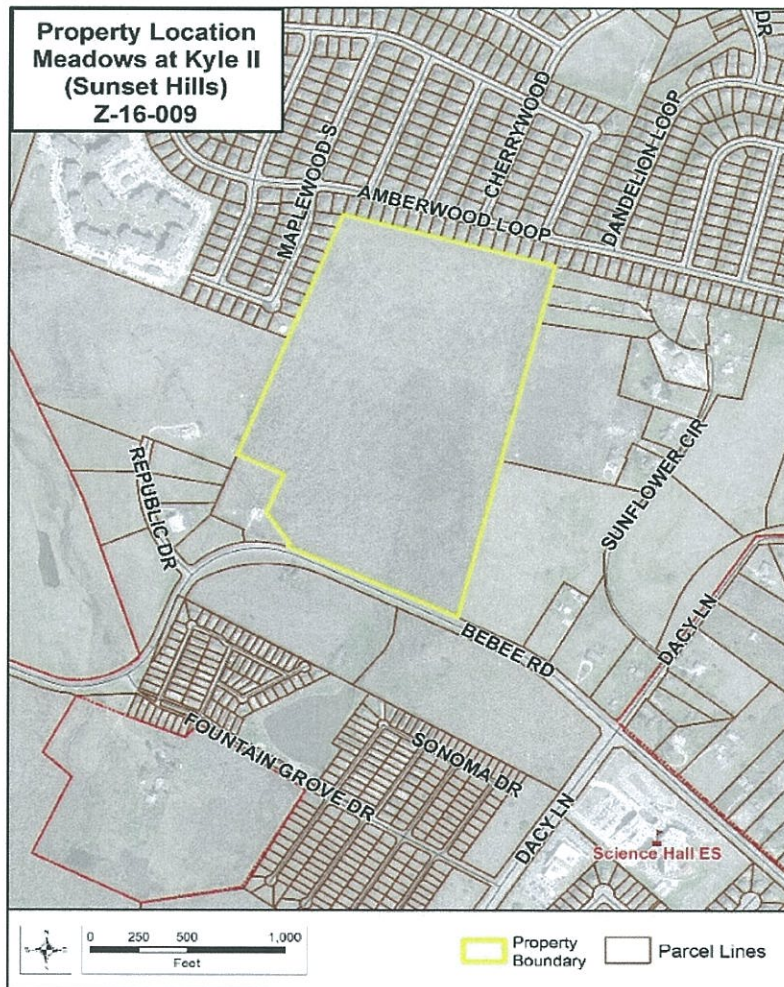 Property Location
Meadows at Kyle II
(Sunset Hills)
Z-16-009
DR
CHERRYWOOD
DANDELION LOOP
MAPLEWOOD S
AMBERWOOD LOOP
SUNFLOWER CIR
REPUBLIC DR
DACY LN
BEBEE RD
FOUNTAIN GROVE DR
SONOMA DR
DACY LN
Science Hall ES
0 250 500 1,000
Feet
Property
Boundary
Parcel Lines